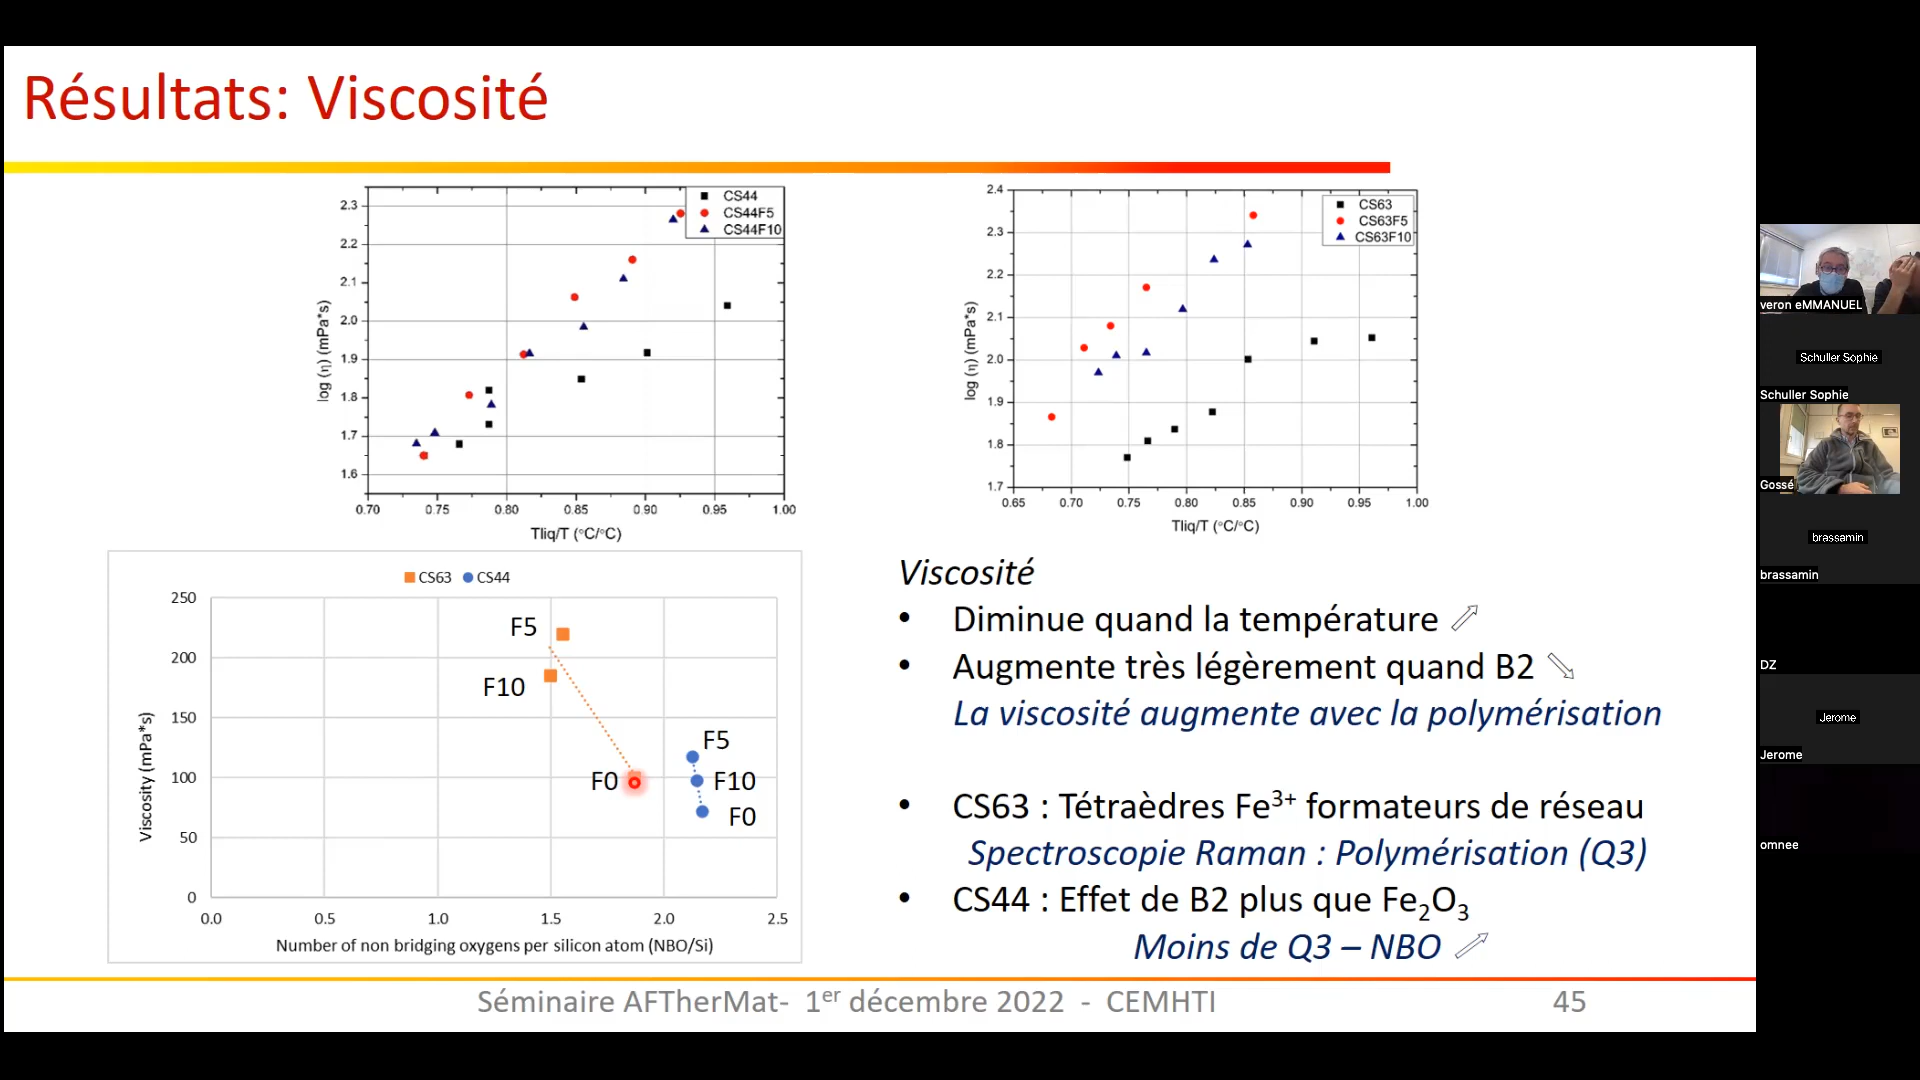 Résultats: Viscosité
CS44
CS44F5
CS44F10
2.3
2.2
2.1
2.0
1.9
1.8
1.7
1.6
log (η) (mPa*s)
0.70 0.75 0.80 0.85 0.90 0.95 1.00
Tliq/T (°C/°C)
CS63
CS63F5
CS63F10
2.4
2.3
2.2
2.1
2.0
1.9
1.8
1.7
log (η) (mPa*s)
0.65 0.70 0.75 0.80 0.85 0.90 0.95 1.00
Tliq/T (°C/°C)
CS63 CS44
250
200
150
100
50
0
Viscosity (mPa*s)
F5
F10
F0
F5
F10
F0
0.0 0.5 1.0 1.5 2.0 2.5
Number of non bridging oxygens per silicon atom (NBO/Si)
Viscosité
• Diminue quand la température ⇗
• Augmente très légèrement quand B2 ⇘
La viscosité augmente avec la polymérisation
• CS63 : Tétraèdres Fe³⁺ formateurs de réseau
Spectroscopie Raman : Polymérisation (Q3)
• CS44 : Effet de B2 plus que Fe₂O₃
Moins de Q3 – NBO ⇗
Séminaire AFTherMat- 1er décembre 2022 - CEMHTI
45
veron eMMANUEL
Schuller Sophie
Schuller Sophie
Gossé
brassamin
brassamin
DZ
Jerome
Jerome
omnee